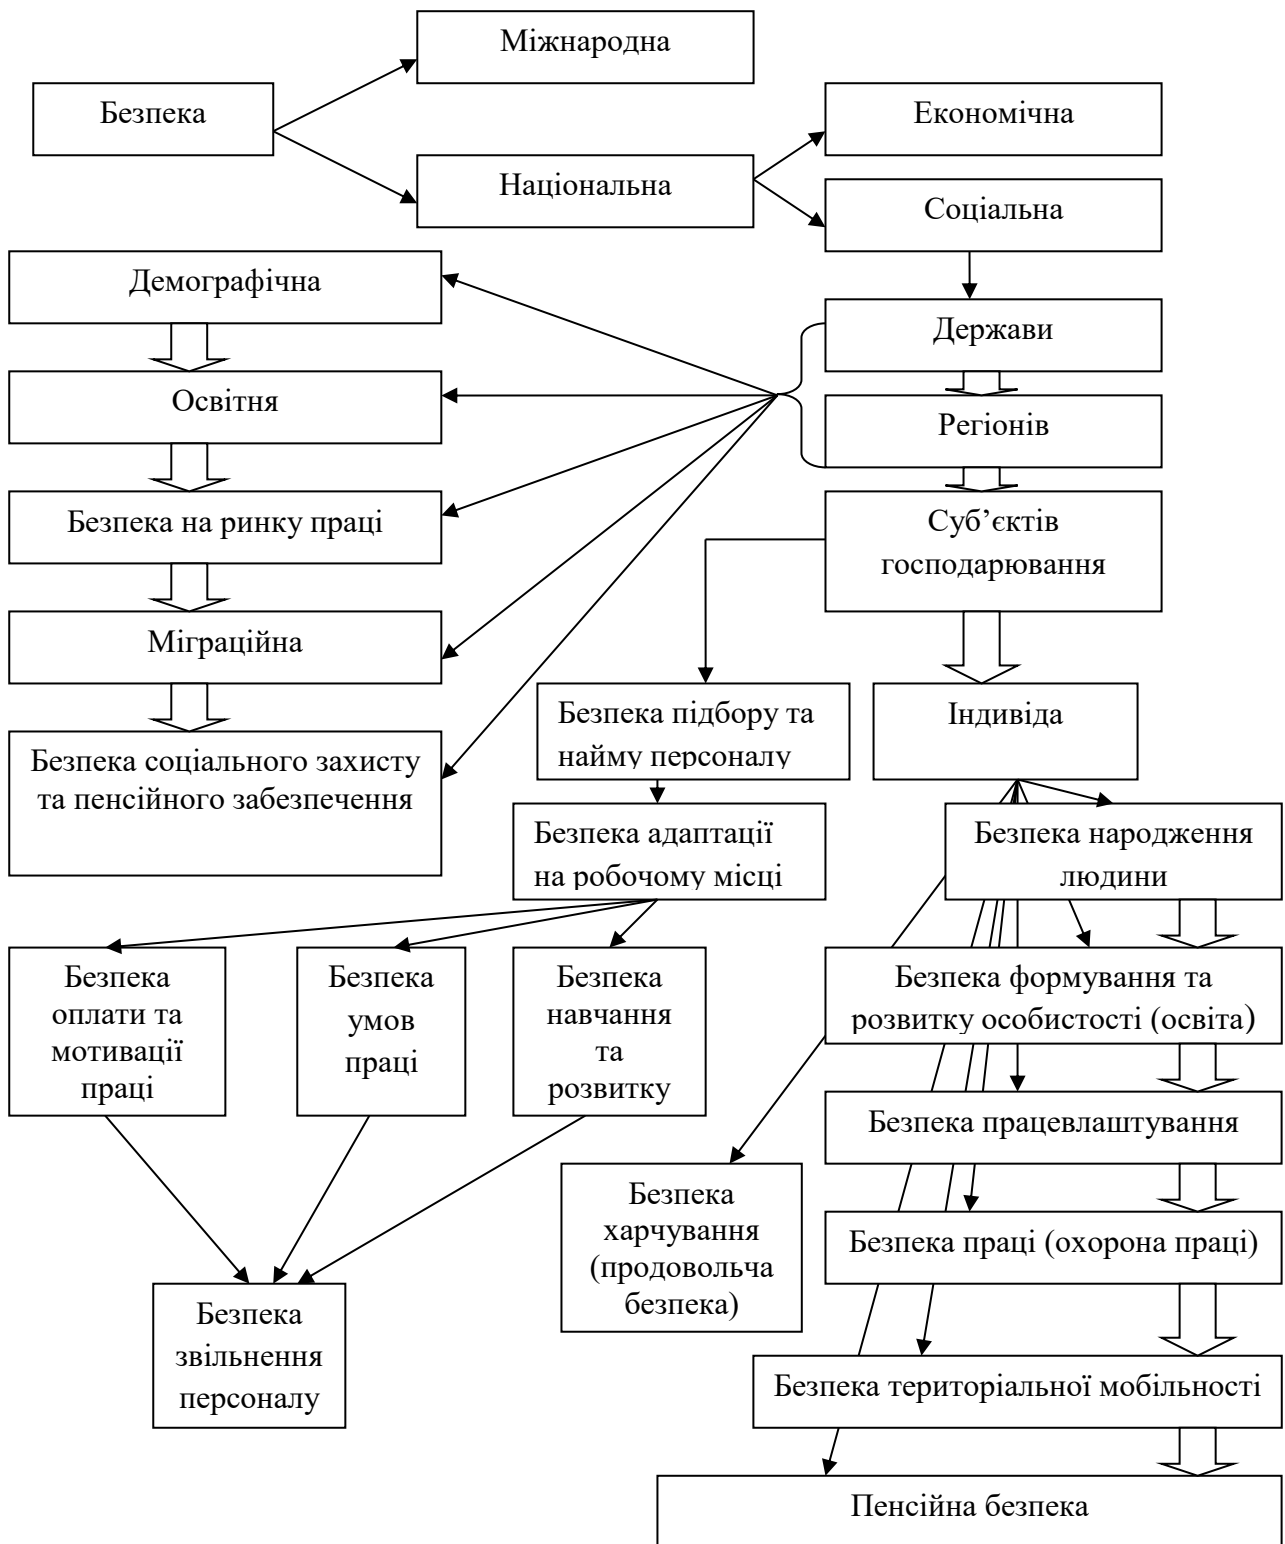 Міжнародна
Безпека
Економічна
Національна
Соціальна
Демографічна
Держави
Освітня
Регіонів
Безпека на ринку праці
Суб’єктів
господарювання
Міграційна
Безпека підбору та
найму персоналу
Індивіда
Безпека соціального захисту
та пенсійного забезпечення
Безпека адаптації
на робочому місці
Безпека народження
людини
Безпека
оплати та
мотивації
праці
Безпека
умов
праці
Безпека
навчання
та
розвитку
Безпека формування та
розвитку особистості (освіта)
Безпека працевлаштування
Безпека
харчування
(продовольча
безпека)
Безпека праці (охорона праці)
Безпека
звільнення
персоналу
Безпека територіальної мобільності
Пенсійна безпека